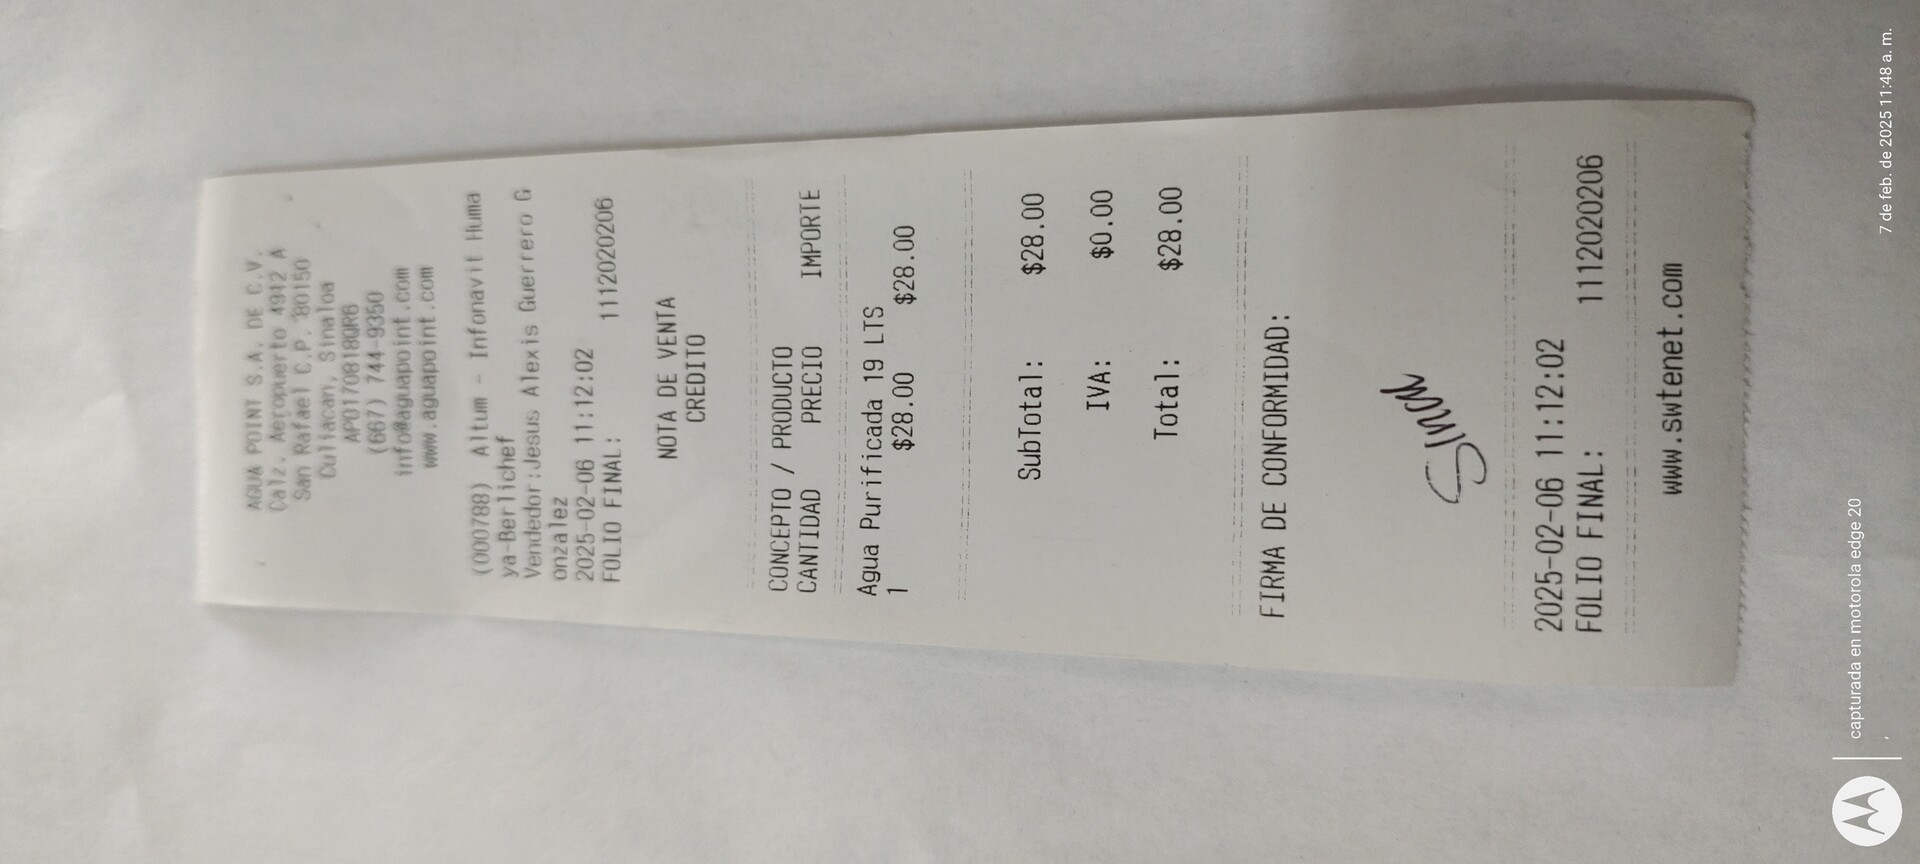 AGUA POINT S.A. DE C.V.
Calz. Aeropuerto 4912 A
San Rafael C.P. 80150
Culiacan, Sinaloa
APO170818QR6
(667) 744-9350
info@aguapoint.com
www.aguapoint.com
(000788) Altum - Infonavit Huma
ya-Berlichef
Vendedor:Jesus Alexis Guerrero G
onzalez
2025-02-06 11:12:02
FOLIO FINAL: 1112020206
NOTA DE VENTA
CREDITO
CONCEPTO / PRODUCTO
CANTIDAD PRECIO IMPORTE
Agua Purificada 19 LTS
1 $28.00 $28.00
SubTotal: $28.00
IVA: $0.00
Total: $28.00
FIRMA DE CONFORMIDAD:
2025-02-06 11:12:02
FOLIO FINAL: 1112020206
www.swtenet.com
capturada en motorola edge 20
7 de feb. de 2025 11:48 a. m.